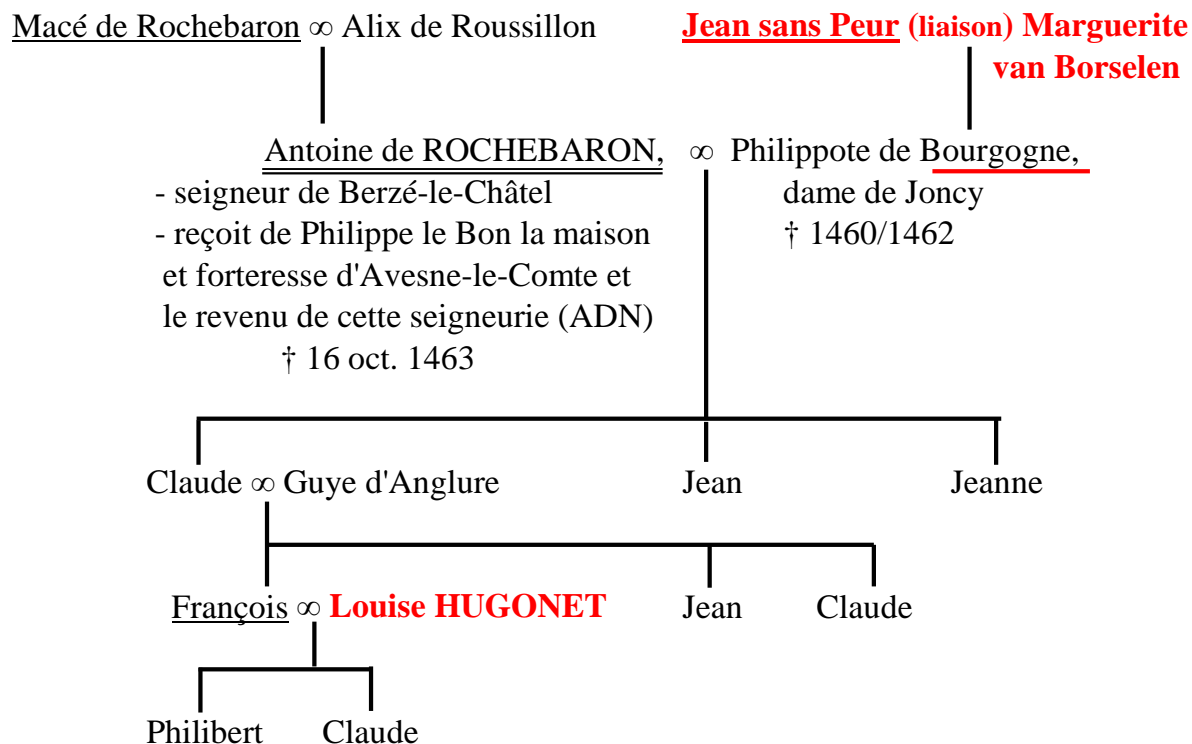 Macé de Rochebaron ∞ Alix de Roussillon
Jean sans Peur (liaison) Marguerite
van Borselen
Antoine de ROCHEBARON, ∞ Philippote de Bourgogne,
- seigneur de Berzé-le-Châtel
- reçoit de Philippe le Bon la maison
et forteresse d'Avesne-le-Comte et
le revenu de cette seigneurie (ADN)
† 16 oct. 1463
dame de Joncy
† 1460/1462
Claude ∞ Guye d'Anglure
Jean
Jeanne
François ∞ Louise HUGONET
Jean
Claude
Philibert
Claude